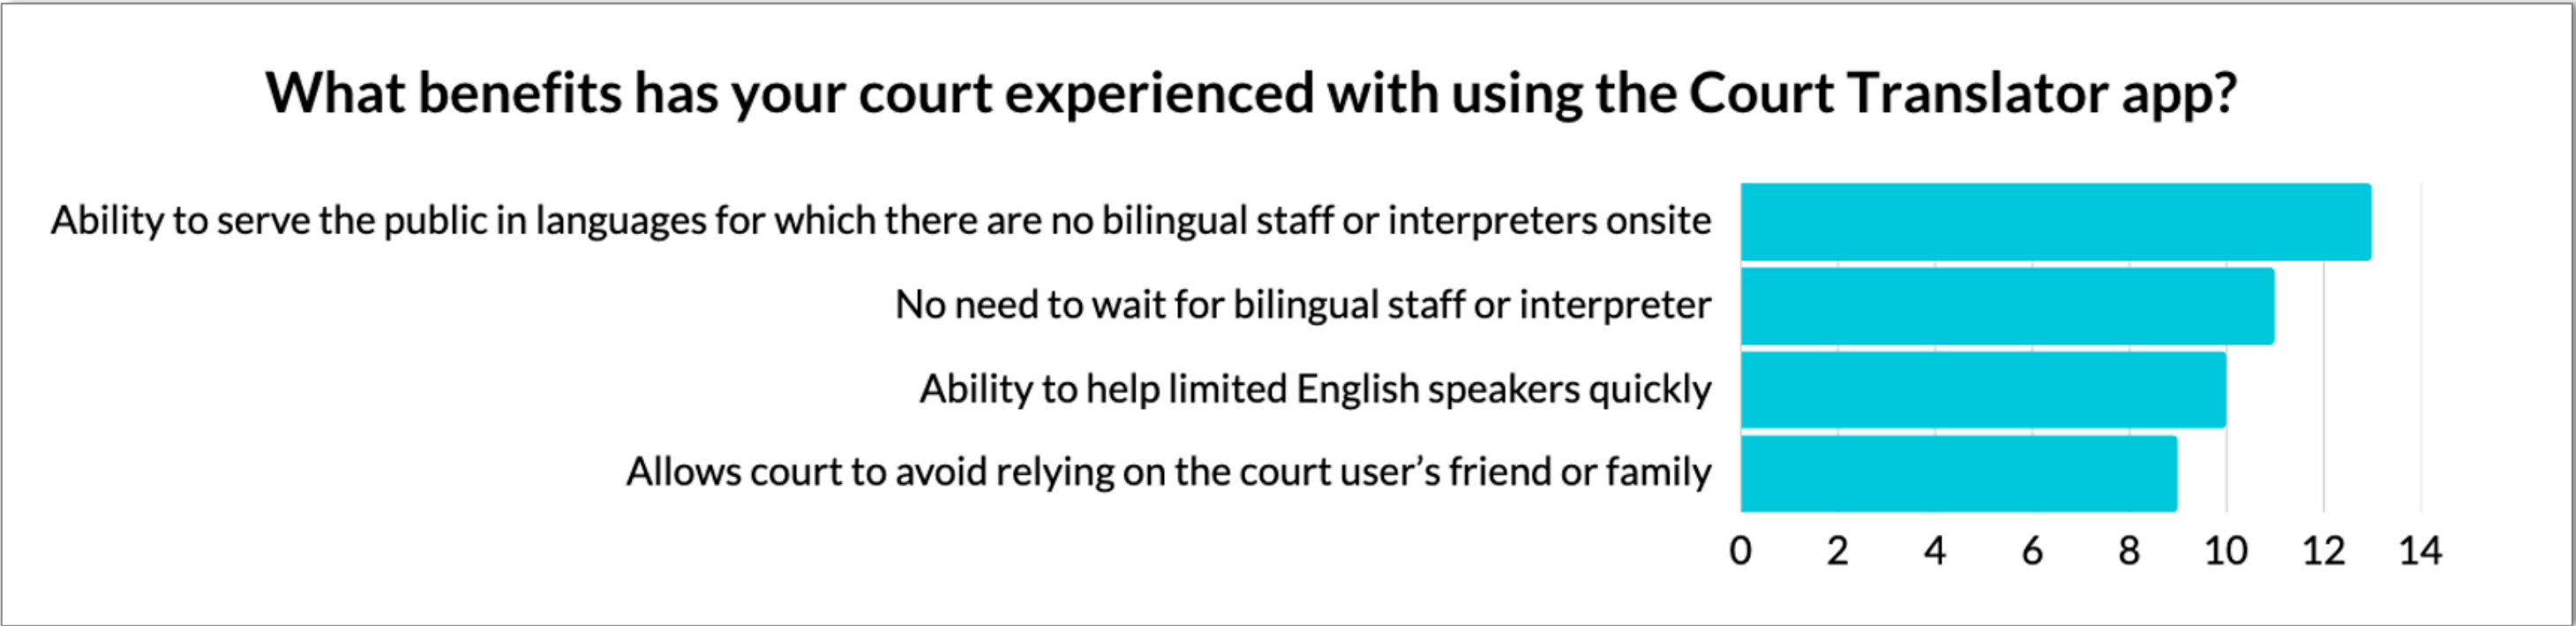 What benefits has your court experienced with using the Court Translator app?
Ability to serve the public in languages for which there are no bilingual staff or interpreters onsite
No need to wait for bilingual staff or interpreter
Ability to help limited English speakers quickly
Allows court to avoid relying on the court user’s friend or family
0 2 4 6 8 10 12 14